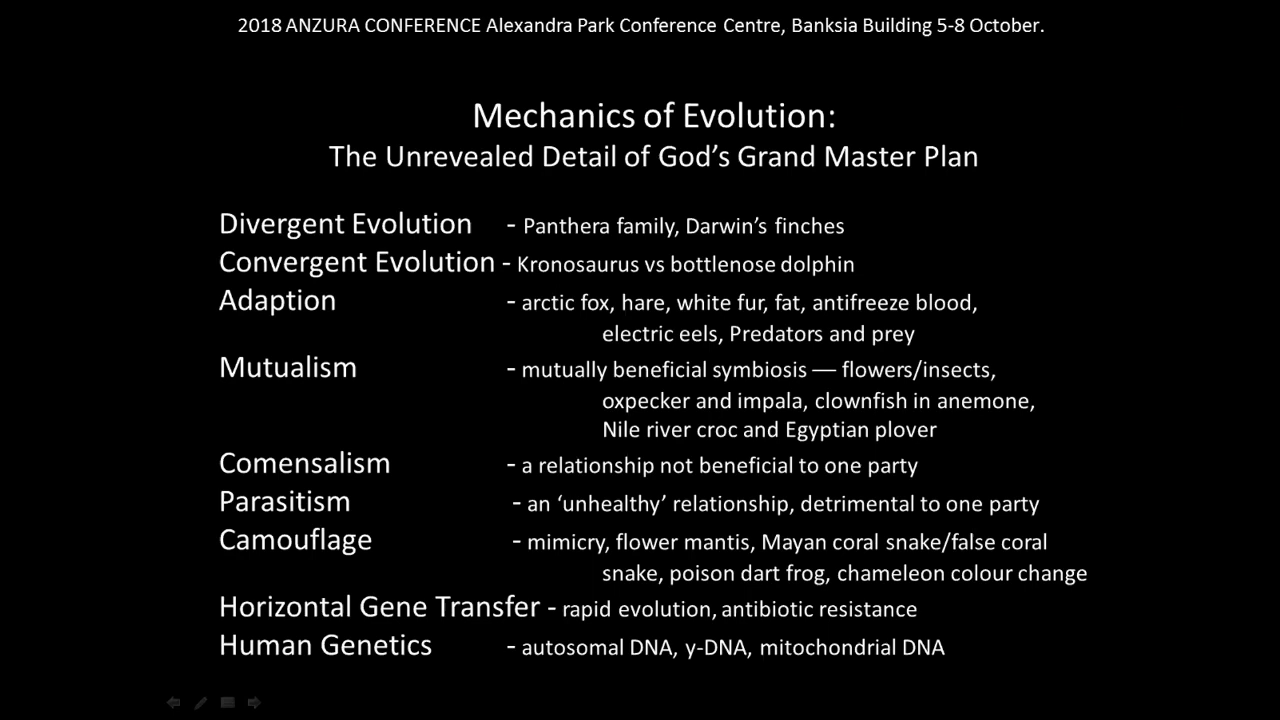 2018 ANZURA CONFERENCE Alexandra Park Conference Centre, Banksia Building 5-8 October.
Mechanics of Evolution:
The Unrevealed Detail of God’s Grand Master Plan
Divergent Evolution - Panthera family, Darwin’s finches
Convergent Evolution - Kronosaurus vs bottlenose dolphin
Adaption - arctic fox, hare, white fur, fat, antifreeze blood,
electric eels, Predators and prey
Mutualism - mutually beneficial symbiosis — flowers/insects,
oxpecker and impala, clownfish in anemone,
Nile river croc and Egyptian plover
Comensalism - a relationship not beneficial to one party
Parasitism - an ‘unhealthy’ relationship, detrimental to one party
Camouflage - mimicry, flower mantis, Mayan coral snake/false coral
snake, poison dart frog, chameleon colour change
Horizontal Gene Transfer - rapid evolution, antibiotic resistance
Human Genetics - autosomal DNA, y-DNA, mitochondrial DNA